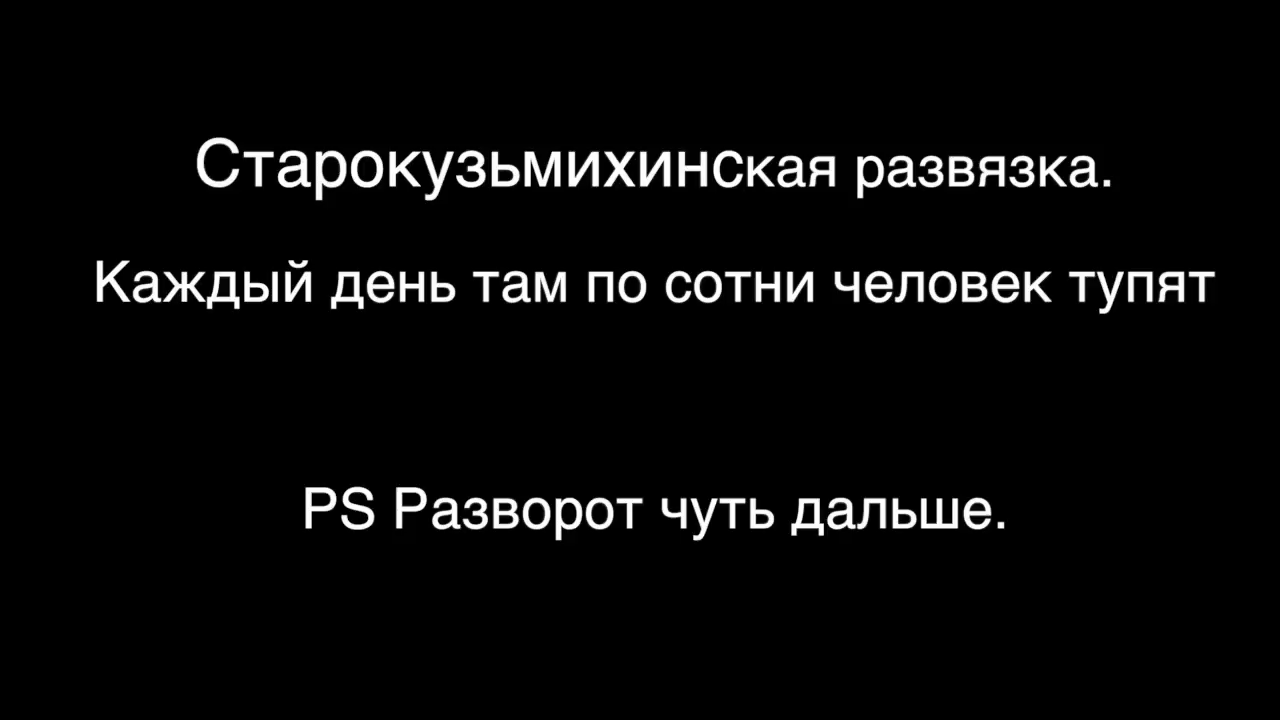 Старокузьмихинская развязка.
Каждый день там по сотни человек тупят
PS Разворот чуть дальше.